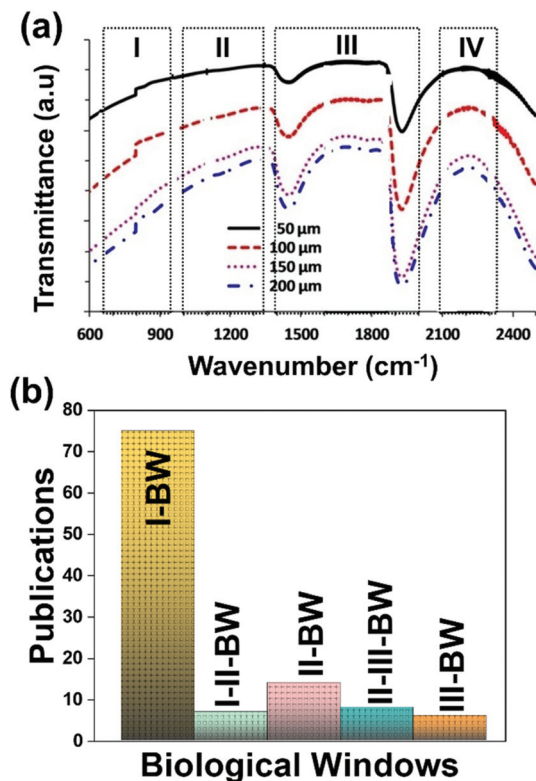 (a)
I II III IV
Transmittance (a.u)
50 µm
100 µm
150 µm
200 µm
600 900 1200 1500 1800 2100 2400
Wavenumber (cm⁻¹)
(b)
Publications
80
70
60
50
40
30
20
10
0
I-BW
I-II-BW
II-BW
II-III-BW
III-BW
Biological Windows